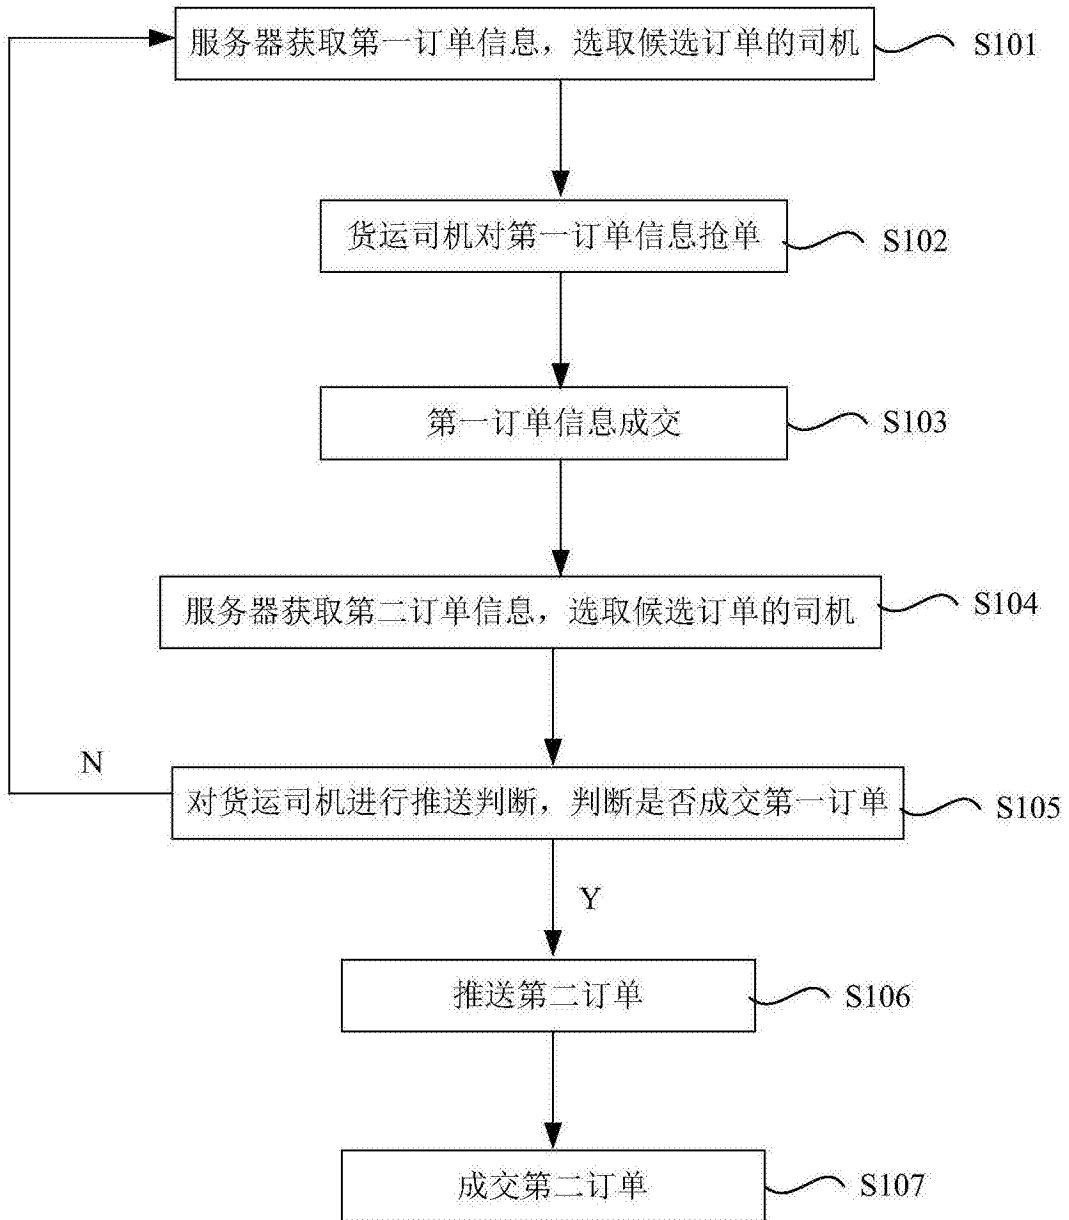 服务器获取第一订单信息，选取候选订单的司机
S101
货运司机对第一订单信息抢单
S102
第一订单信息成交
S103
服务器获取第二订单信息，选取候选订单的司机
S104
N
对货运司机进行推送判断，判断是否成交第一订单
S105
Y
推送第二订单
S106
成交第二订单
S107